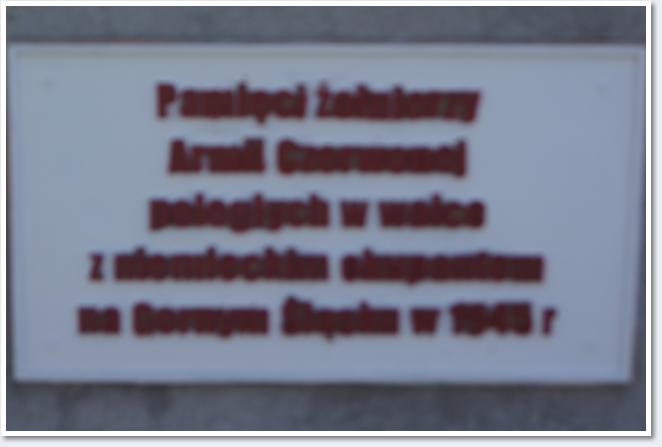 Pamięci żołnierzy
Armii Czerwonej
poległych w walce
z niemieckim okupantem
na Górnym Śląsku w 1945 r